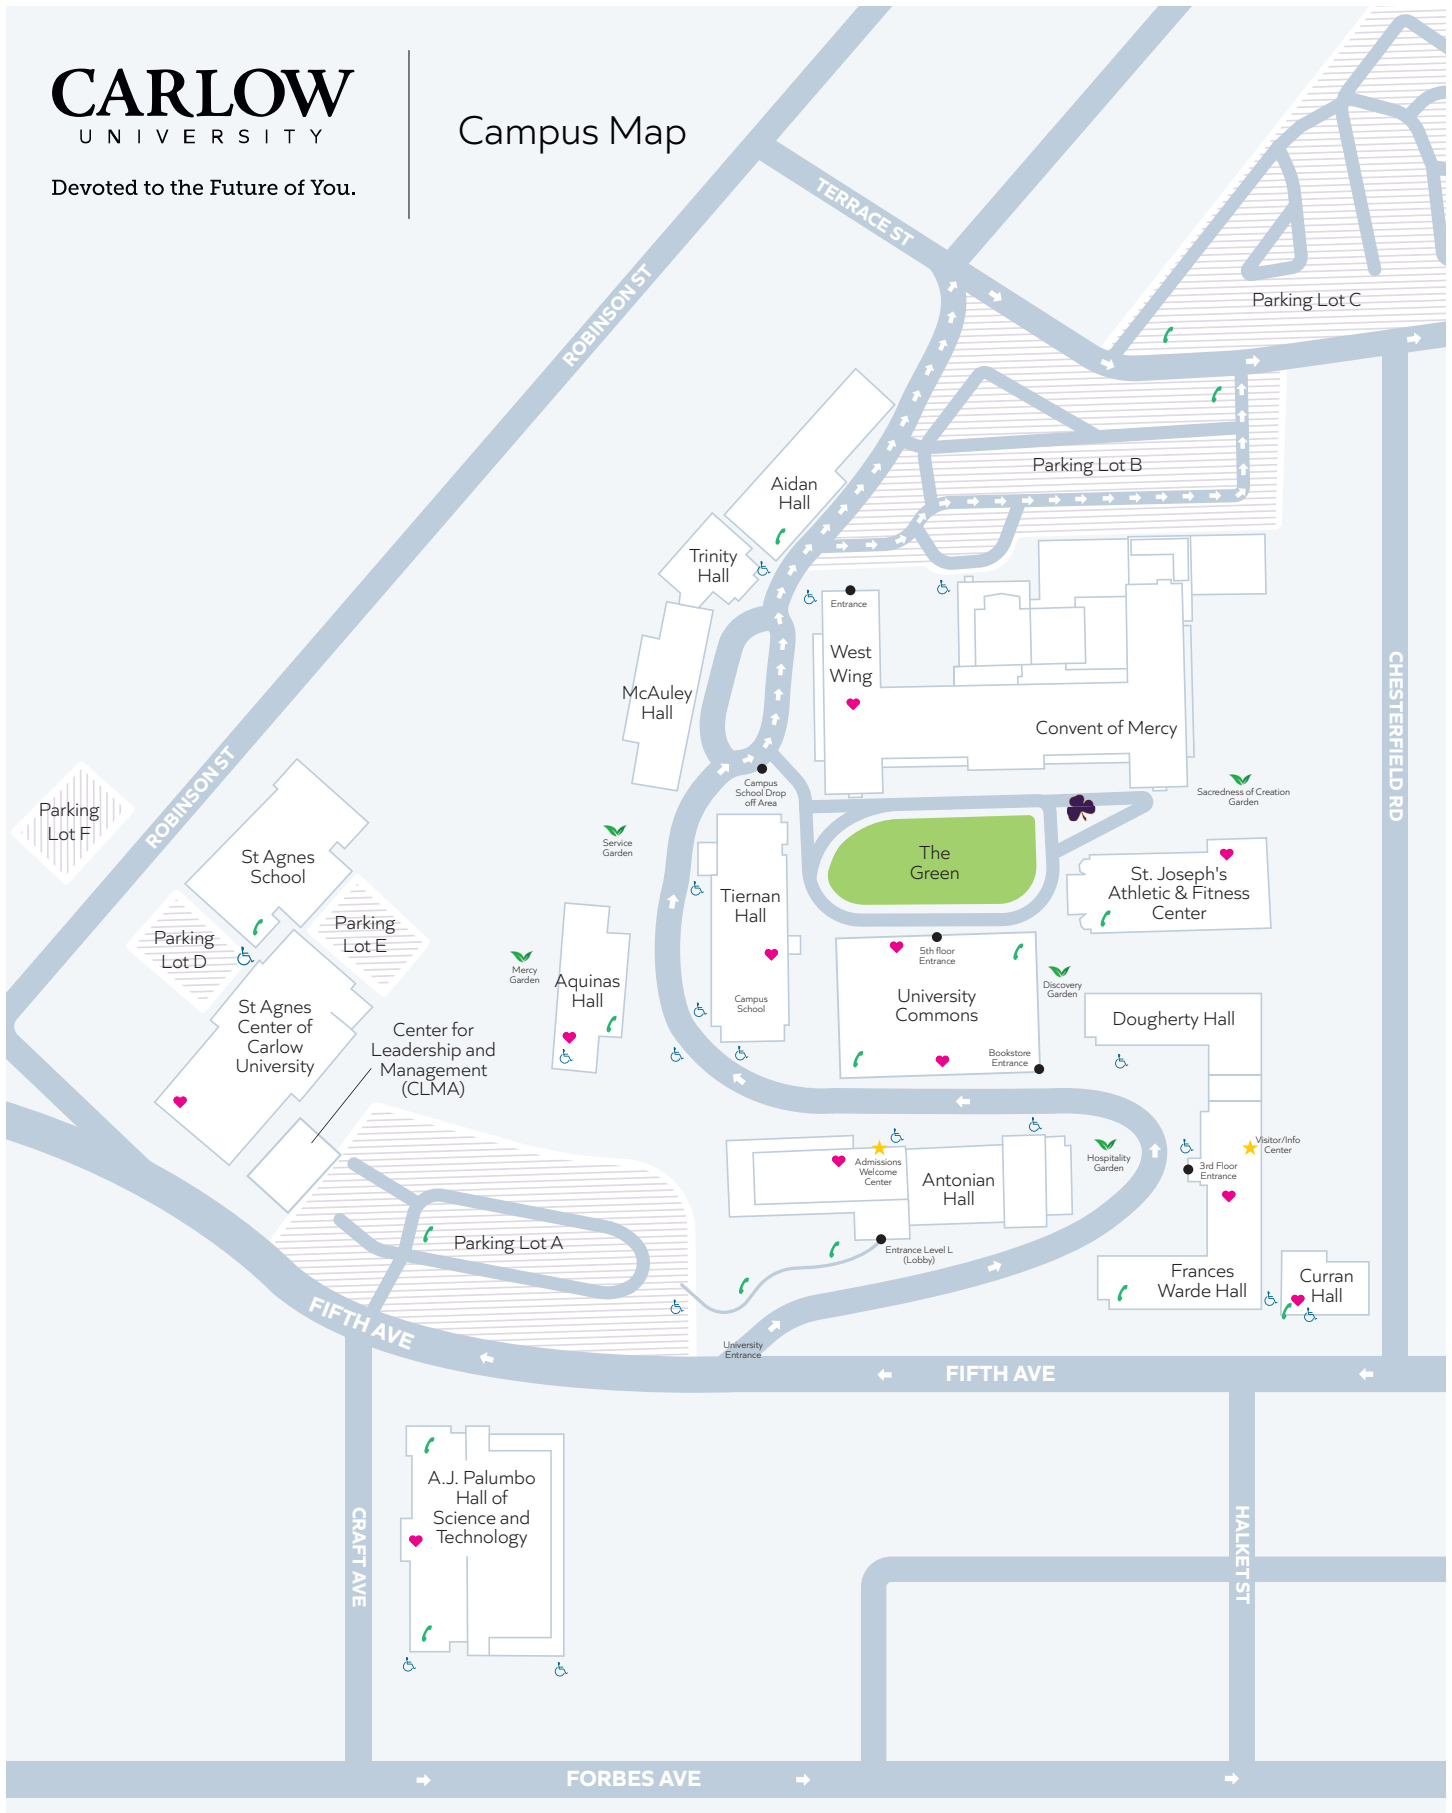 CARLOW
UNIVERSITY
Devoted to the Future of You.
Campus Map
TERRACE ST
ROBINSON ST
Parking Lot C
Parking Lot B
Aidan
Hall
Trinity
Hall
Entrance
West
Wing
McAuley
Hall
Convent of Mercy
CHESTERFIELD RD
Campus
School Drop
off Area
Sacredness of Creation
Garden
ROBINSON ST
Parking
Lot F
Service
Garden
St Agnes
School
The
Green
St. Joseph's
Athletic & Fitness
Center
Tiernan
Hall
Parking
Lot E
Parking
Lot D
5th floor
Entrance
Mercy
Garden
Aquinas
Hall
Discovery
Garden
University
Commons
Campus
School
St Agnes
Center of
Carlow
University
Center for
Leadership and
Management
(CLMA)
Dougherty Hall
Bookstore
Entrance
Visitor/Info
Center
Hospitality
Garden
Admissions
Welcome
Center
3rd Floor
Entrance
Antonian
Hall
Parking Lot A
Entrance Level L
(Lobby)
Frances
Warde Hall
Curran
Hall
FIFTH AVE
University
Entrance
FIFTH AVE
A.J. Palumbo
Hall of
Science and
Technology
CRAFT AVE
HALKET ST
FORBES AVE